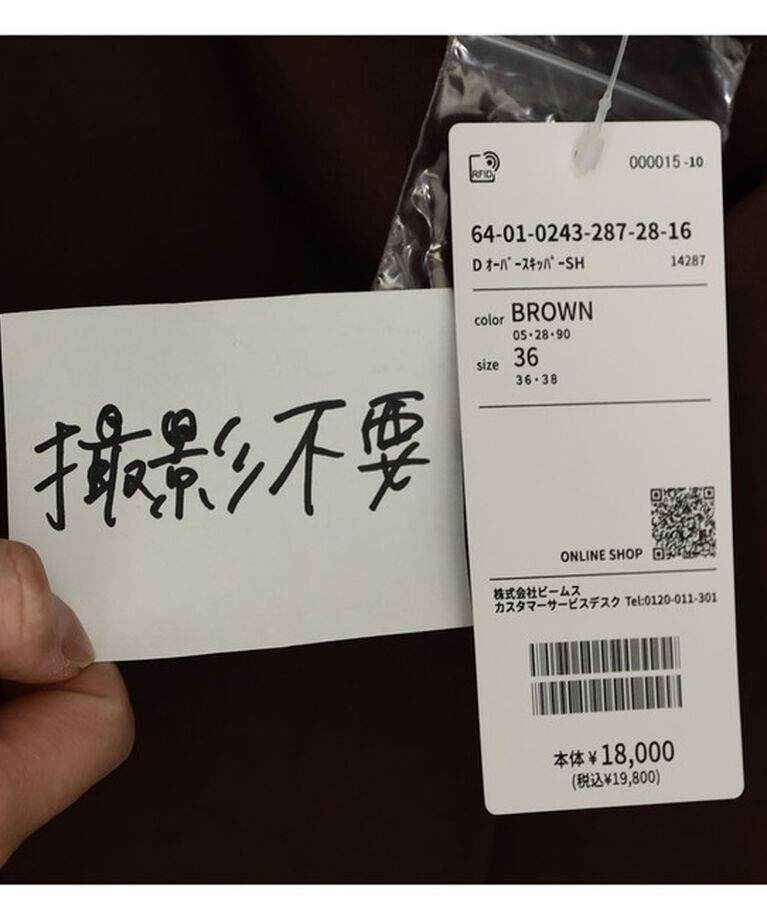 撮影不要
RFID
000015-10
64-01-0243-287-28-16
D オーバースキッパーSH 14287
color BROWN
05・28・90
size 36
36・38
ONLINE SHOP
株式会社ビームス
カスタマーサービスデスク Tel:0120-011-301
本体¥18,000
(税込¥19,800)